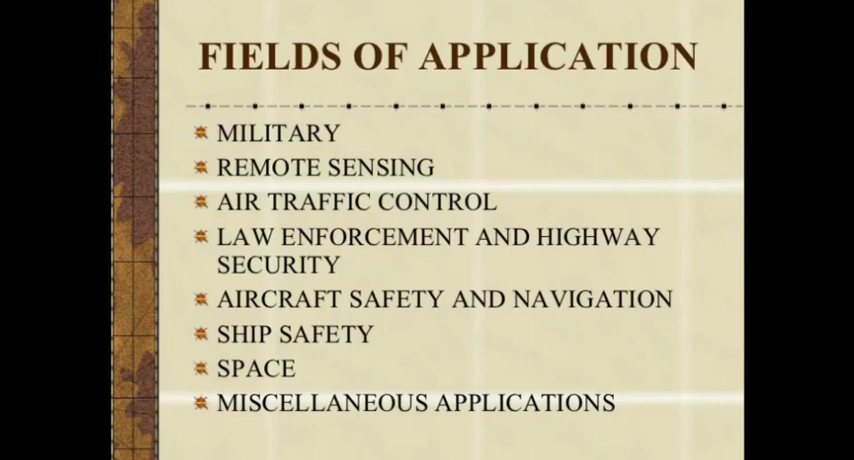 FIELDS OF APPLICATION
MILITARY
REMOTE SENSING
AIR TRAFFIC CONTROL
LAW ENFORCEMENT AND HIGHWAY
SECURITY
AIRCRAFT SAFETY AND NAVIGATION
SHIP SAFETY
SPACE
MISCELLANEOUS APPLICATIONS